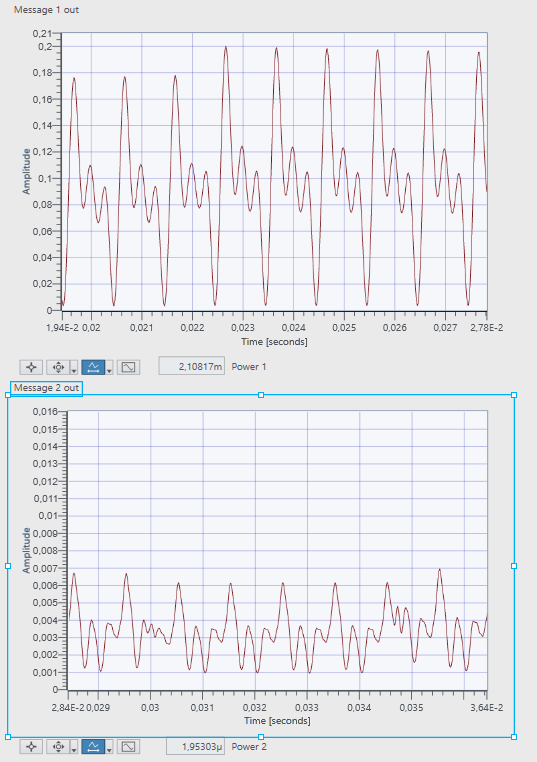 Message 1 out
0,21
0,2
0,18
0,16
0,14
0,12
0,1
0,08
0,06
0,04
0,02
0
Amplitude
1,94E-2 0,02 0,021 0,022 0,023 0,024 0,025 0,026 0,027 2,78E-2
Time [seconds]
2,10817m Power 1
Message 2 out
0,016
0,015
0,014
0,013
0,012
0,011
0,01
0,009
0,008
0,007
0,006
0,005
0,004
0,003
0,002
0,001
0
Amplitude
2,84E-2 0,029 0,03 0,031 0,032 0,033 0,034 0,035 3,64E-2
Time [seconds]
1,95303µ Power 2